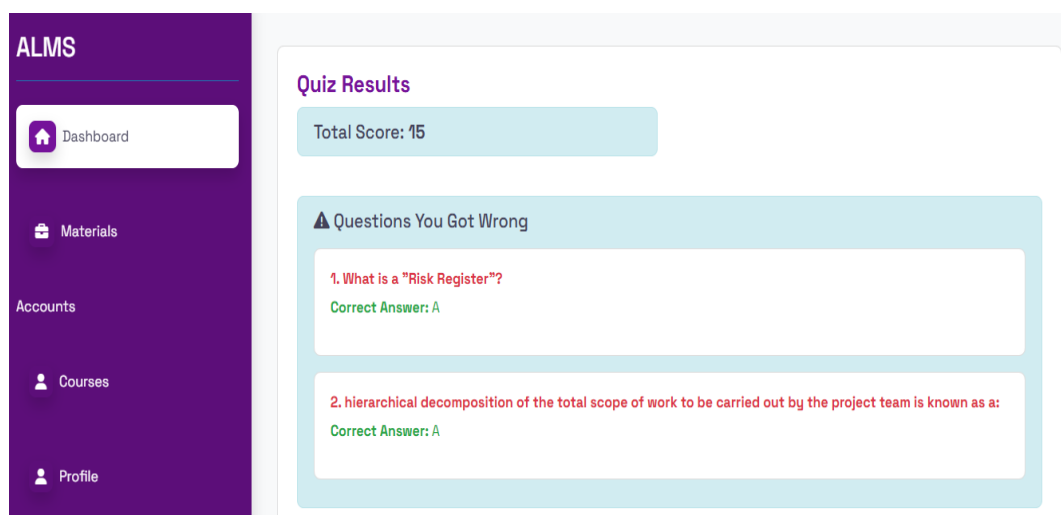 ALMS
Dashboard
Materials
Accounts
Courses
Profile
Quiz Results
Total Score: 15
Questions You Got Wrong
1. What is a ”Risk Register”?
Correct Answer: A
2. hierarchical decomposition of the total scope of work to be carried out by the project team is known as a:
Correct Answer: A